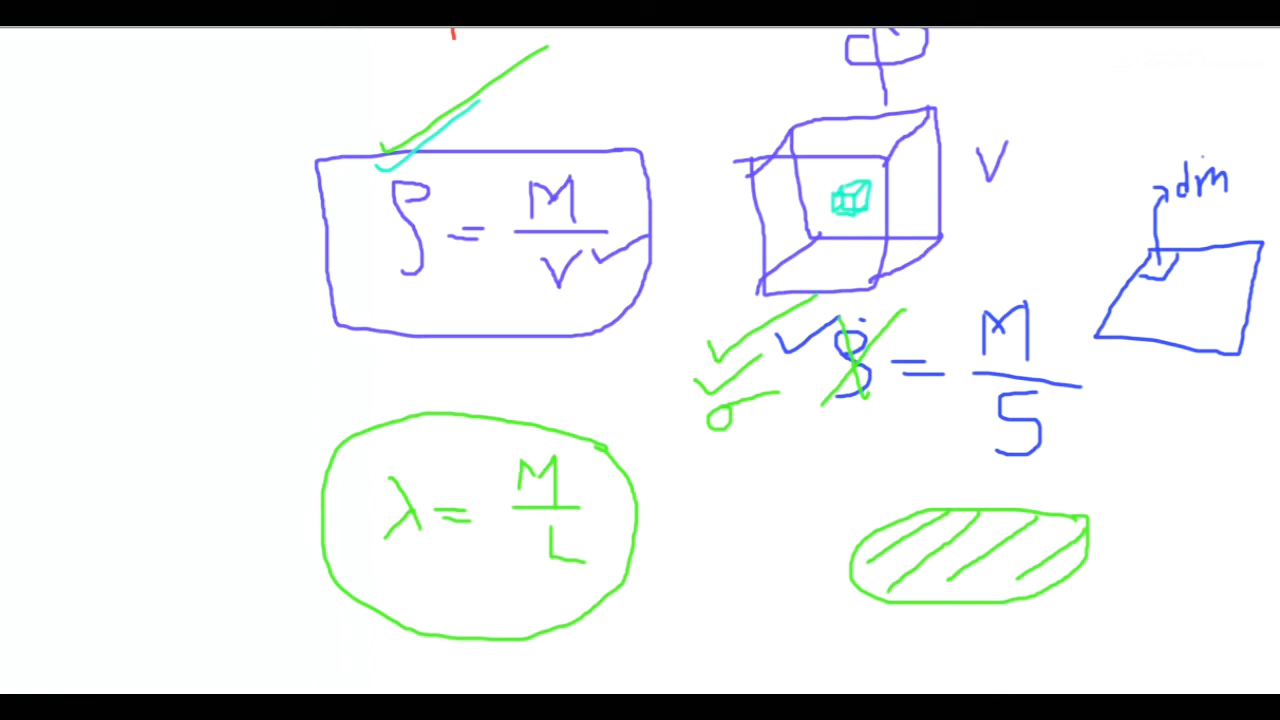 ρ = M/V
V
dm
σ = M/S
λ = M/L